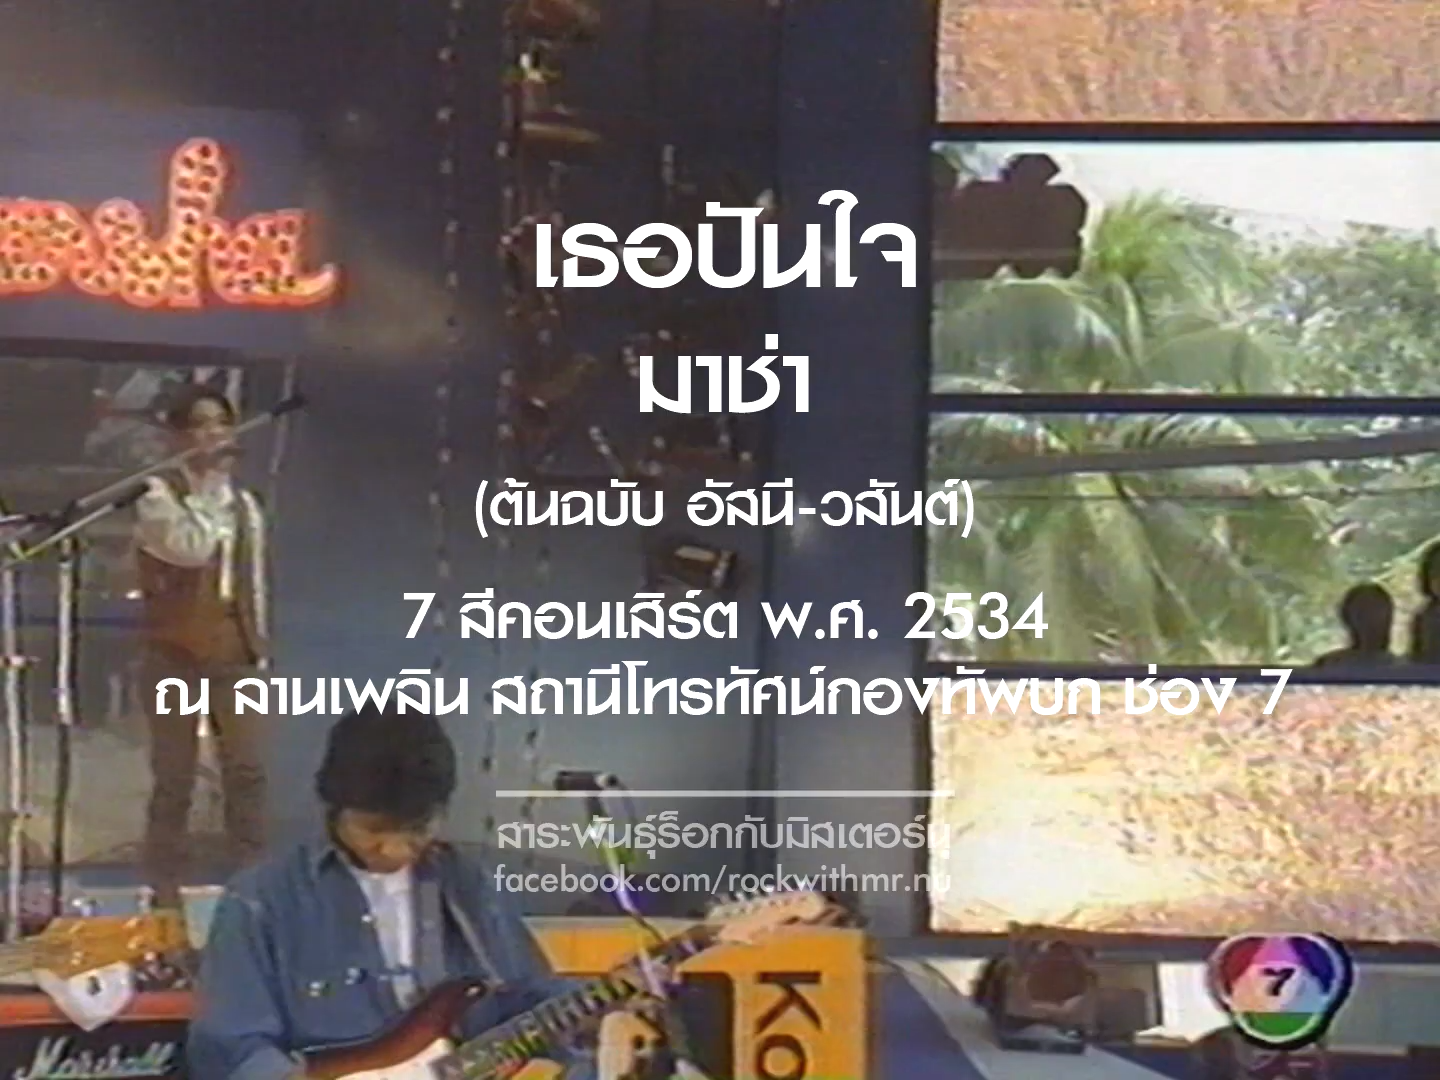 เธอปันใจ
มาช่า
(ต้นฉบับ อัสนี-วสันต์)
7 สีคอนเสิร์ต พ.ศ. 2534
ณ ลานเพลิน สถานีโทรทัศน์กองทัพบก ช่อง 7
สาระพันธุ์ร็อกกับมิสเตอร์นุ
facebook.com/rockwithmr.nu
Ko
7
Marshall